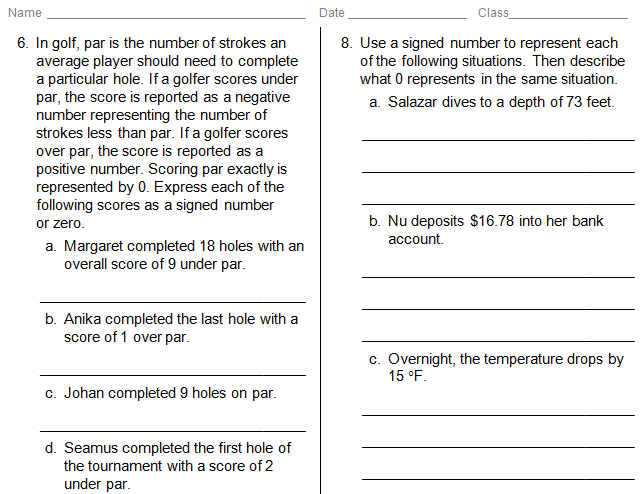 Name ________________________________ Date _________________ Class_________________
6. In golf, par is the number of strokes an
average player should need to complete
a particular hole. If a golfer scores under
par, the score is reported as a negative
number representing the number of
strokes less than par. If a golfer scores
over par, the score is reported as a
positive number. Scoring par exactly is
represented by 0. Express each of the
following scores as a signed number
or zero.
a. Margaret completed 18 holes with an
overall score of 9 under par.
b. Anika completed the last hole with a
score of 1 over par.
c. Johan completed 9 holes on par.
d. Seamus completed the first hole of
the tournament with a score of 2
under par.
8. Use a signed number to represent each
of the following situations. Then describe
what 0 represents in the same situation.
a. Salazar dives to a depth of 73 feet.
b. Nu deposits $16.78 into her bank
account.
c. Overnight, the temperature drops by
15 °F.